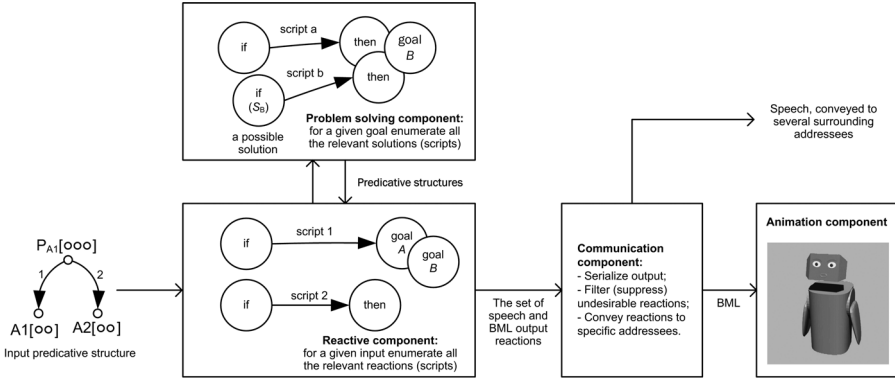 if
script a
then
goal
B
script b
if
(S_B)
then
a possible
solution
Problem solving component:
for a given goal enumerate all
the relevant solutions (scripts)
Speech, conveyed to
several surrounding
addressees
Predicative structures
P_A1[ooo]
1
2
A1[oo]
A2[oo]
Input predicative structure
if
script 1
goal
A
goal
B
if
script 2
then
Reactive component:
for a given input enumerate all
the relevant reactions (scripts)
The set of
speech and
BML output
reactions
Communication
component:
- Serialize output;
- Filter (suppress)
undesirable reactions;
- Convey reactions to
specific addressees.
BML
Animation component